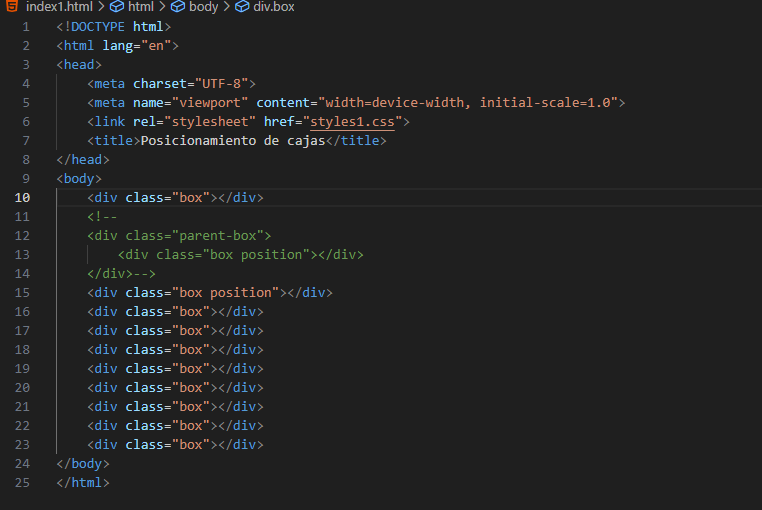 index1.html > html > body > div.box
1 <!DOCTYPE html>
2 <html lang="en">
3 <head>
4 <meta charset="UTF-8">
5 <meta name="viewport" content="width=device-width, initial-scale=1.0">
6 <link rel="stylesheet" href="styles1.css">
7 <title>Posicionamiento de cajas</title>
8 </head>
9 <body>
10 <div class="box"></div>
11 <!--
12 <div class="parent-box">
13 <div class="box position"></div>
14 </div>-->
15 <div class="box position"></div>
16 <div class="box"></div>
17 <div class="box"></div>
18 <div class="box"></div>
19 <div class="box"></div>
20 <div class="box"></div>
21 <div class="box"></div>
22 <div class="box"></div>
23 <div class="box"></div>
24 </body>
25 </html>